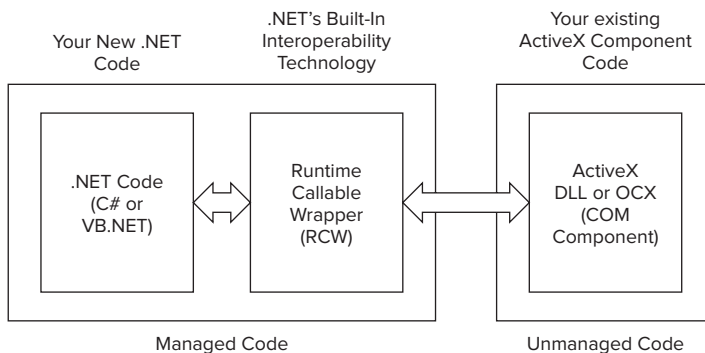 Your New .NET
Code
.NET’s Built-In
Interoperability
Technology
Your existing
ActiveX Component
Code
.NET Code
(C# or
VB.NET)
Runtime
Callable
Wrapper
(RCW)
ActiveX
DLL or OCX
(COM
Component)
Managed Code
Unmanaged Code